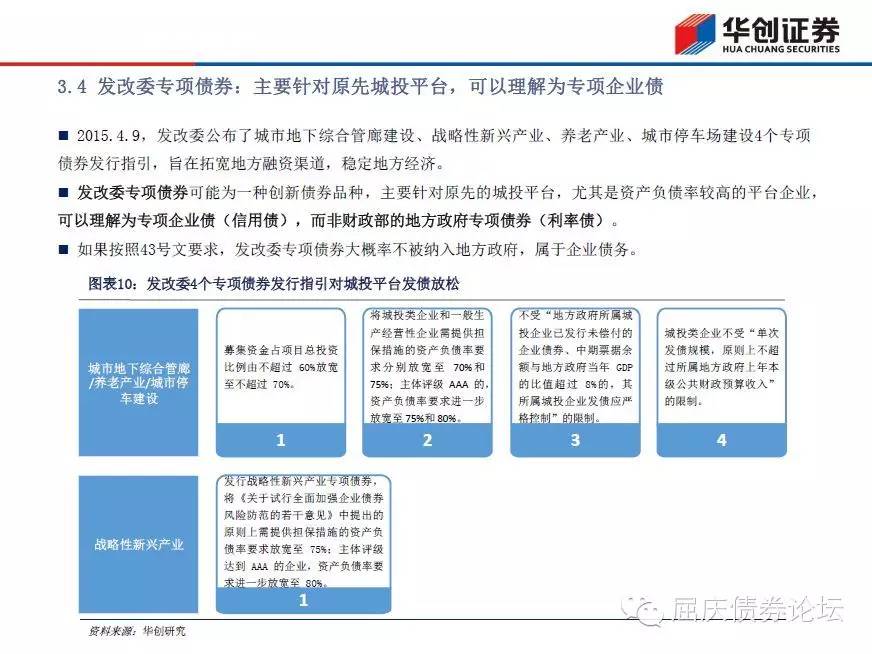 华创证券
HUA CHUANG SECURITIES
3.4 发改委专项债券：主要针对原先城投平台，可以理解为专项企业债
■ 2015.4.9，发改委公布了城市地下综合管廊建设、战略性新兴产业、养老产业、城市停车场建设4个专项
债券发行指引，旨在拓宽地方融资渠道，稳定地方经济。
■ 发改委专项债券可能为一种创新债券品种，主要针对原先的城投平台，尤其是资产负债率较高的平台企业，
可以理解为专项企业债（信用债），而非财政部的地方政府专项债券（利率债）。
■ 如果按照43号文要求，发改委专项债券大概率不被纳入地方政府，属于企业债务。
图表10：发改委4个专项债券发行指引对城投平台发债放松
城市地下综合管廊
/养老产业/城市停
车建设
募集资金占项目总投资
比例由不超过 60%放宽
至不超过 70%。
1
将城投类企业和一般生
产经营性企业需提供担
保措施的资产负债率要
求分别放宽至 70%和
75%；主体评级 AAA 的，
资产负债率要求进一步
放宽至 75%和 80%。
2
不受“地方政府所属城
投企业已发行未偿付的
企业债券、中期票据余
额与地方政府当年 GDP
的比值超过 8%的，其
所属城投企业发债应严
格控制”的限制。
3
城投类企业不受“单次
发债规模，原则上不超
过所属地方政府上年本
级公共财政预算收入”
的限制。
4
战略性新兴产业
发行战略性新兴产业专项债券，
将《关于试行全面加强企业债券
风险防范的若干意见》中提出的
原则上需提供担保措施的资产负
债率要求放宽至 75%；主体评级
达到 AAA 的企业，资产负债率要
求进一步放宽至 80%。
1
资料来源：华创研究
屈庆债券论坛